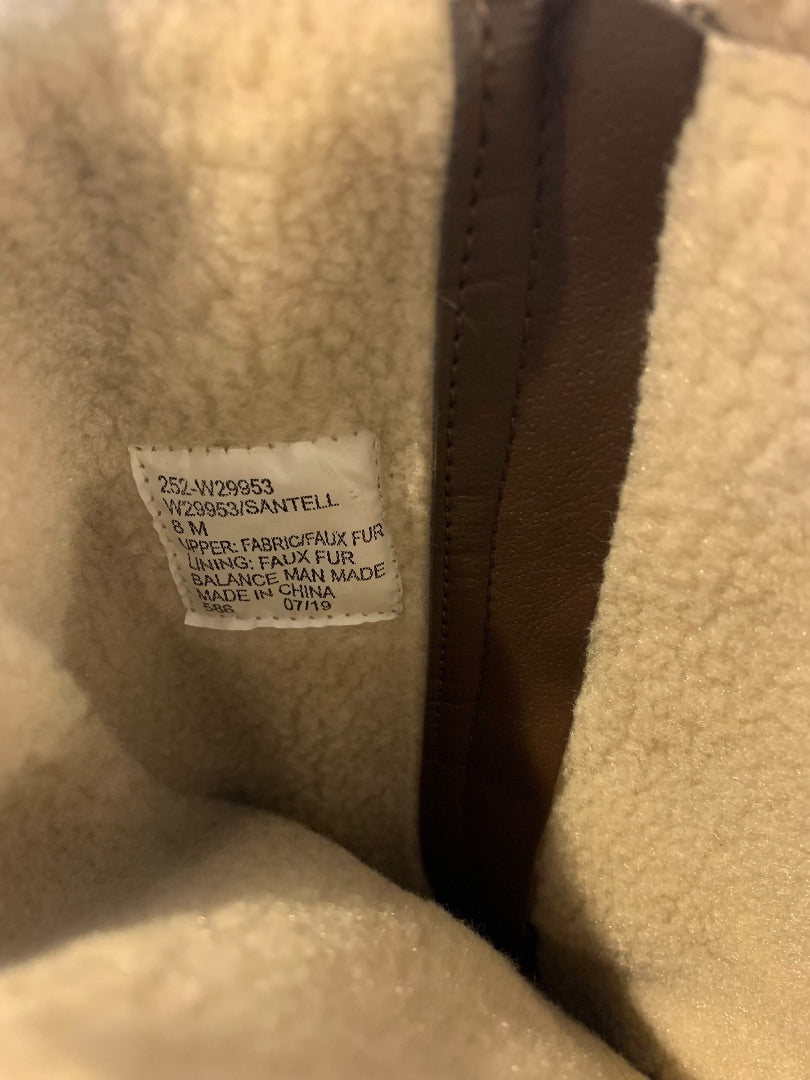 252-W29953
W29953/SANTELL
8 M
UPPER: FABRIC/FAUX FUR
LINING: FAUX FUR
BALANCE MAN MADE
MADE IN CHINA
586 07/19